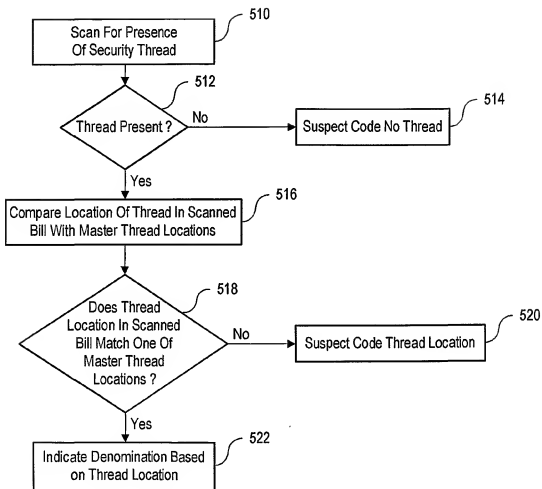 510
Scan For Presence
Of Security Thread
512
Thread Present ?
No
514
Suspect Code No Thread
Yes
516
Compare Location Of Thread In Scanned
Bill With Master Thread Locations
518
Does Thread
Location In Scanned
Bill Match One Of
Master Thread
Locations ?
No
520
Suspect Code Thread Location
Yes
522
Indicate Denomination Based
on Thread Location